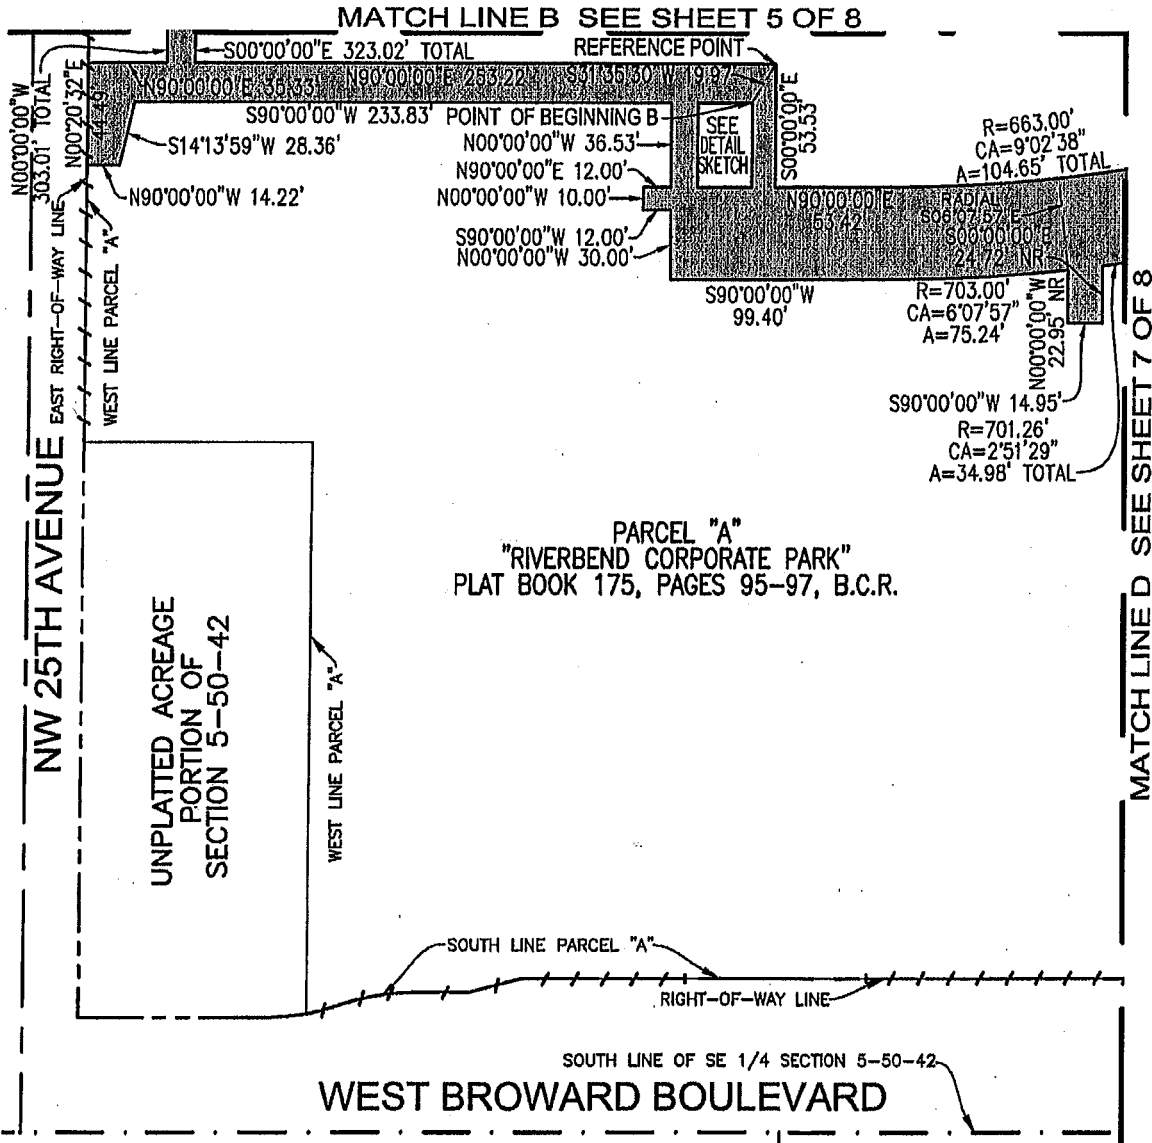 MATCH LINE B SEE SHEET 5 OF 8
S00°00'00"E 323.02' TOTAL
REFERENCE POINT
N00°00'00"W
303.01' TOTAL
N00°20'32"E
44.49'
N90°00'00"E 35.33'
N90°00'00"E 253.22'
S31°35'30"W 19.97'
S90°00'00"W 233.83'
POINT OF BEGINNING B
S00°00'00"E
53.53'
S14°13'59"W 28.36'
N00°00'00"W 36.53'
SEE
DETAIL
SKETCH
R=663.00'
CA=9°02'38"
A=104.65' TOTAL
N90°00'00"E 12.00'
N90°00'00"W 14.22'
N00°00'00"W 10.00'
N90°00'00"E
53.42'
RADIAL
S06°07'57"E
S00°00'00"E
24.72' NR
S90°00'00"W 12.00'
N00°00'00"W 30.00'
S90°00'00"W
99.40'
R=703.00'
CA=6°07'57"
A=75.24'
N00°00'00"W
22.95' NR
S90°00'00"W 14.95'
R=701.26'
CA=2°51'29"
A=34.98' TOTAL
EAST RIGHT-OF-WAY LINE
WEST LINE PARCEL "A"
NW 25TH AVENUE
MATCH LINE D SEE SHEET 7 OF 8
PARCEL "A"
"RIVERBEND CORPORATE PARK"
PLAT BOOK 175, PAGES 95-97, B.C.R.
UNPLATTED ACREAGE
PORTION OF
SECTION 5-50-42
WEST LINE PARCEL "A"
SOUTH LINE PARCEL "A"
RIGHT-OF-WAY LINE
SOUTH LINE OF SE 1/4 SECTION 5-50-42
WEST BROWARD BOULEVARD